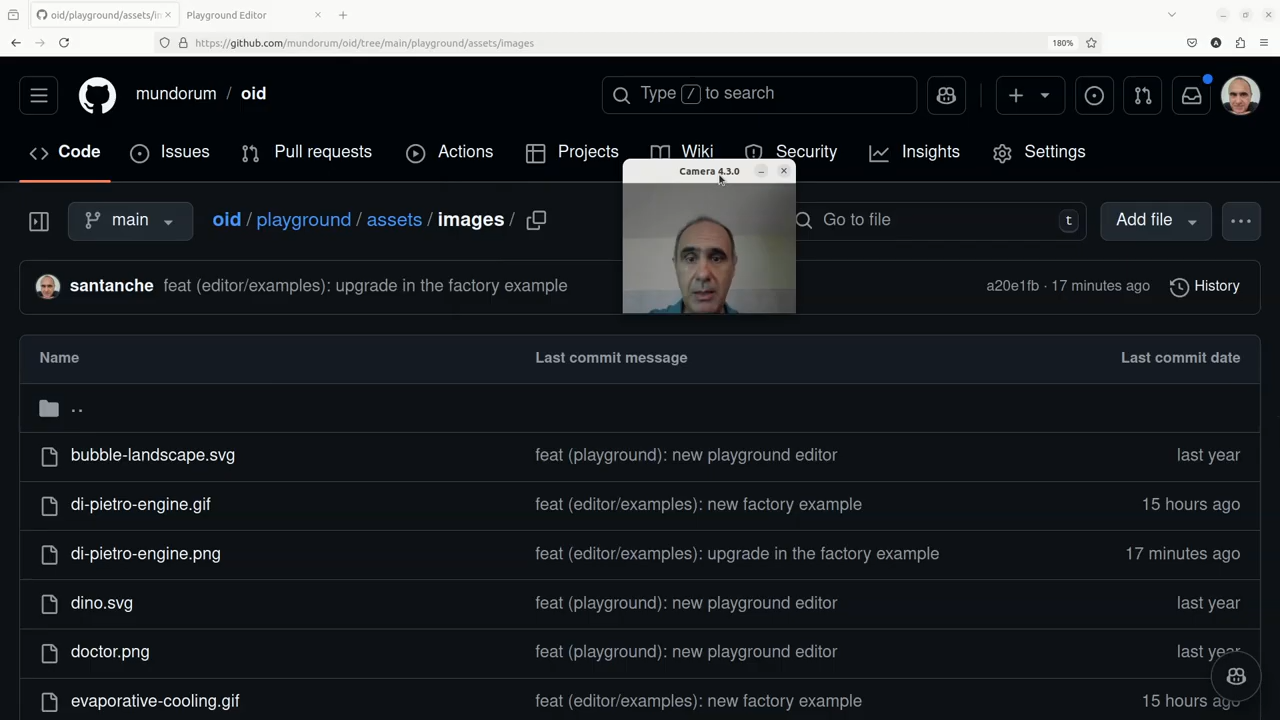 oid/playground/assets/im
Playground Editor
https://github.com/mundorum/oid/tree/main/playground/assets/images
180%
mundorum / oid
Type / to search
Code
Issues
Pull requests
Actions
Projects
Wiki
Security
Insights
Settings
Camera 4.3.0
main
oid / playground / assets / images /
Go to file
t
Add file
santanche feat (editor/examples): upgrade in the factory example
a20e1fb · 17 minutes ago
History
Name Last commit message Last commit date
..
bubble-landscape.svg feat (playground): new playground editor last year
di-pietro-engine.gif feat (editor/examples): new factory example 15 hours ago
di-pietro-engine.png feat (editor/examples): upgrade in the factory example 17 minutes ago
dino.svg feat (playground): new playground editor last year
doctor.png feat (playground): new playground editor last year
evaporative-cooling.gif feat (editor/examples): new factory example 15 hours ago